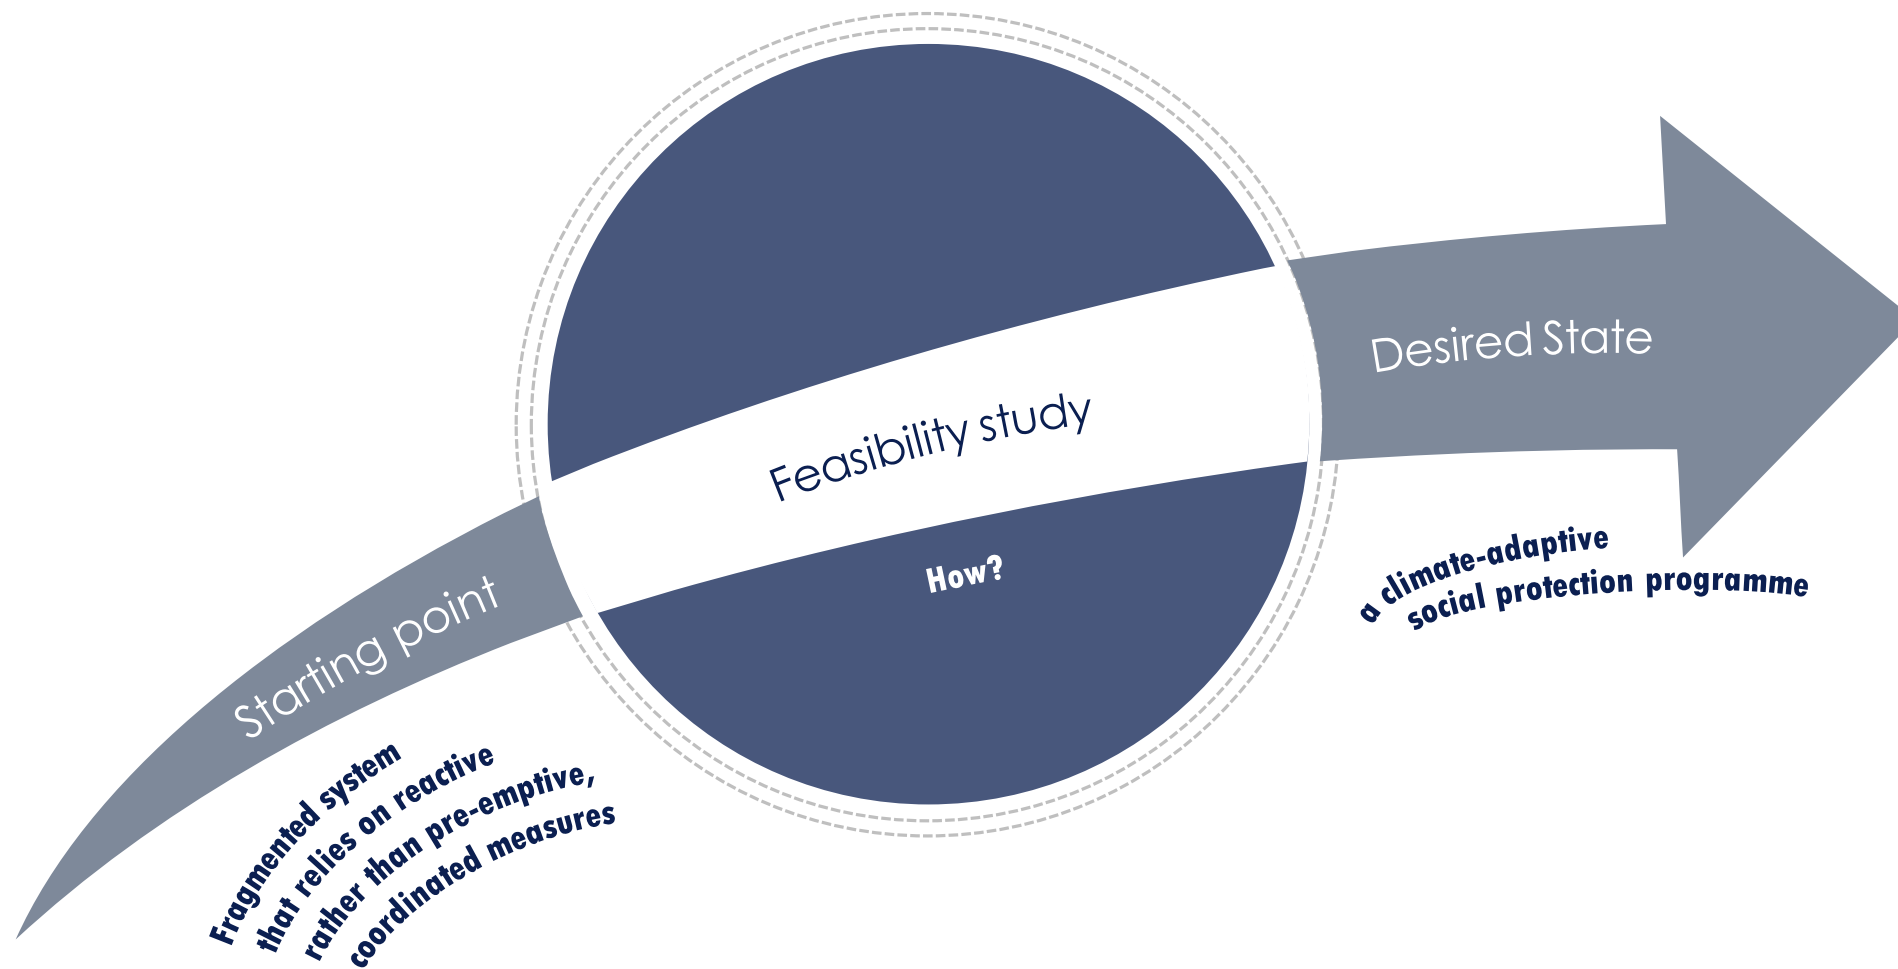 Starting point
Fragmented system
that relies on reactive
rather than pre-emptive,
coordinated measures
Feasibility study
How?
Desired State
a climate-adaptive
social protection programme